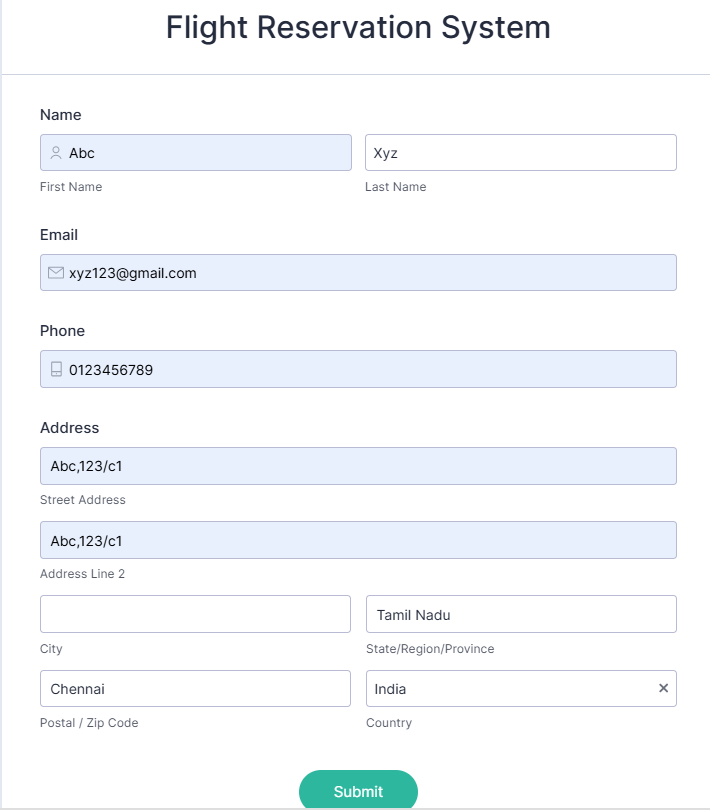 Flight Reservation System
Name
Abc Xyz
First Name Last Name
Email
xyz123@gmail.com
Phone
0123456789
Address
Abc,123/c1
Street Address
Abc,123/c1
Address Line 2
Tamil Nadu
City State/Region/Province
Chennai India ×
Postal / Zip Code Country
Submit